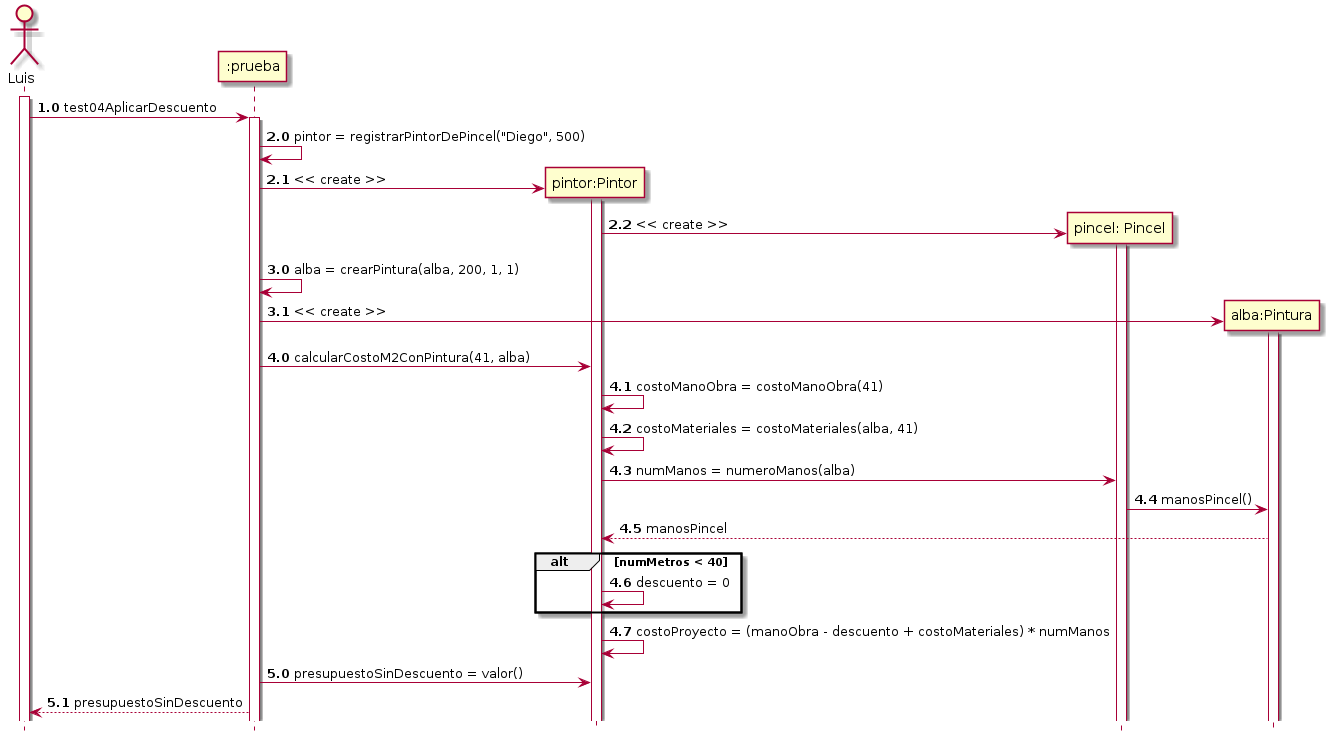 Luis
:prueba
1.0 test04AplicarDescuento
2.0 pintor = registrarPintorDePincel("Diego", 500)
2.1 << create >>
pintor:Pintor
2.2 << create >>
pincel: Pincel
3.0 alba = crearPintura(alba, 200, 1, 1)
3.1 << create >>
alba:Pintura
4.0 calcularCostoM2ConPintura(41, alba)
4.1 costoManoObra = costoManoObra(41)
4.2 costoMateriales = costoMateriales(alba, 41)
4.3 numManos = numeroManos(alba)
4.4 manosPincel()
4.5 manosPincel
alt [numMetros < 40]
4.6 descuento = 0
4.7 costoProyecto = (manoObra - descuento + costoMateriales) * numManos
5.0 presupuestoSinDescuento = valor()
5.1 presupuestoSinDescuento